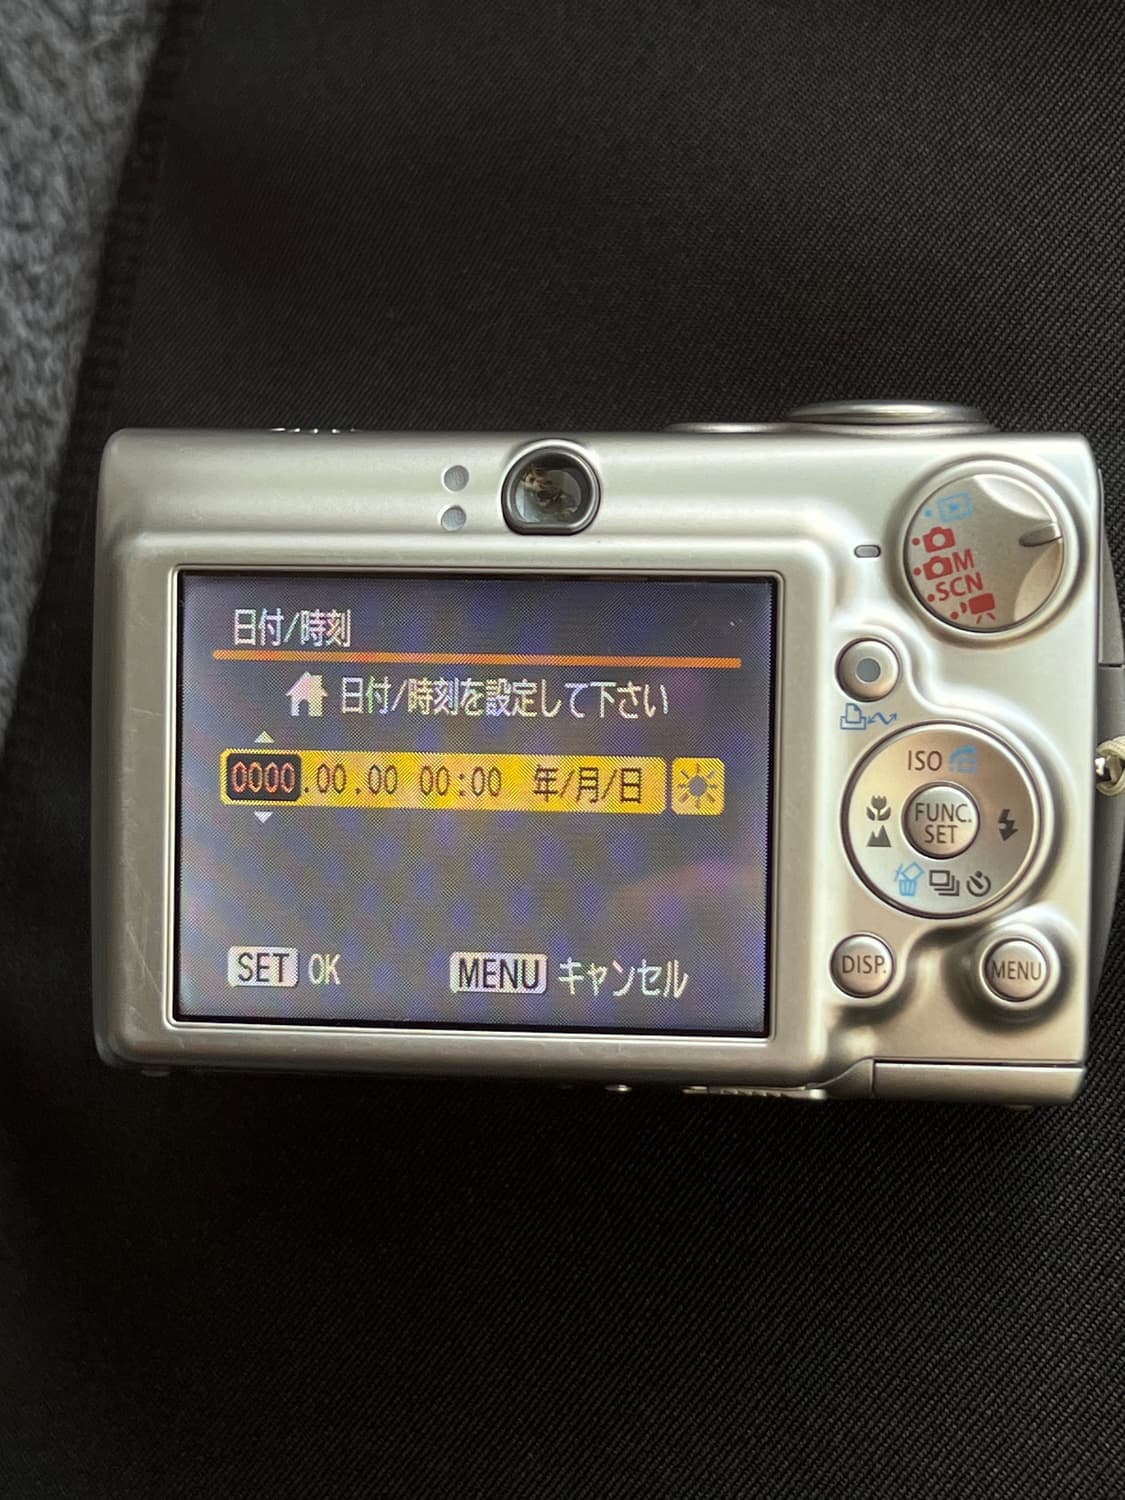 日付/時刻
日付/時刻を設定して下さい
0000.00.00 00:00 年/月/日
SET OK MENU キャンセル
M
SCN
ISO
FUNC.
SET
DISP.
MENU